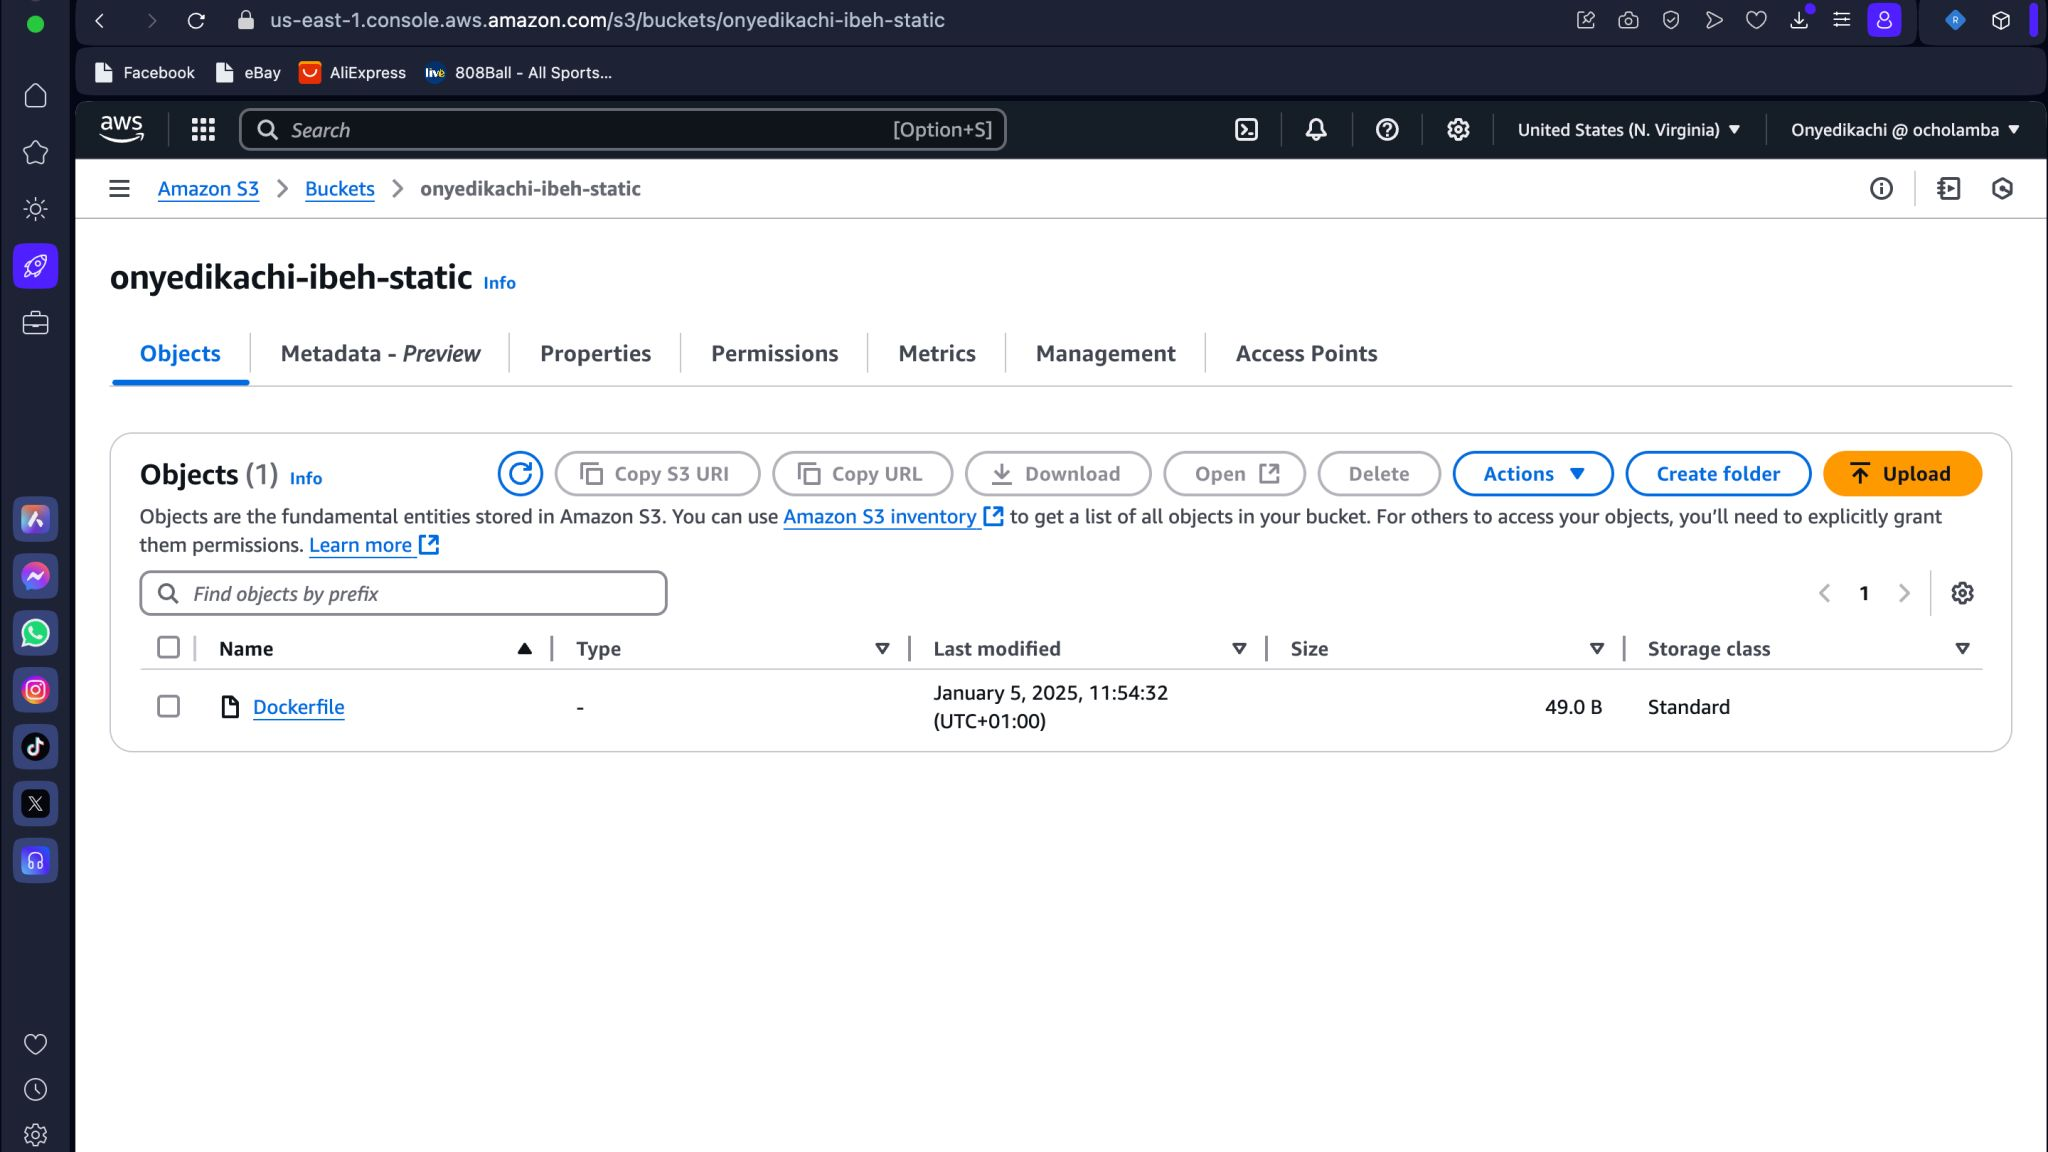 us-east-1.console.aws.amazon.com/s3/buckets/onyedikachi-ibeh-static
Facebook eBay AliExpress live 808Ball - All Sports...
aws Search [Option+S] United States (N. Virginia) Onyedikachi @ ocholamba
Amazon S3 Buckets onyedikachi-ibeh-static
onyedikachi-ibeh-static Info
Objects Metadata - Preview Properties Permissions Metrics Management Access Points
Objects (1) Info Copy S3 URI Copy URL Download Open Delete Actions Create folder Upload
Objects are the fundamental entities stored in Amazon S3. You can use Amazon S3 inventory to get a list of all objects in your bucket. For others to access your objects, you'll need to explicitly grant
them permissions. Learn more
Find objects by prefix 1
Name Type Last modified Size Storage class
Dockerfile - January 5, 2025, 11:54:32 49.0 B Standard
(UTC+01:00)